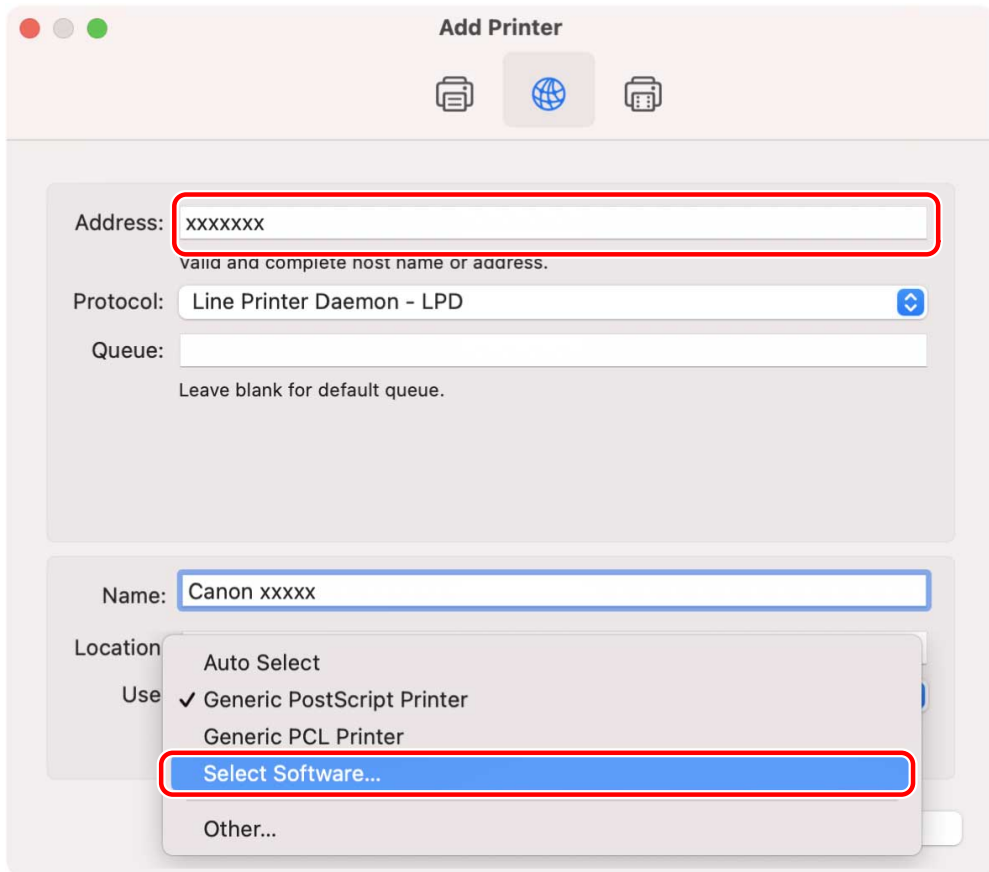 Add Printer
Address: xxxxxxx
Valid and complete host name or address.
Protocol: Line Printer Daemon - LPD
Queue:
Leave blank for default queue.
Name: Canon xxxxx
Location
Auto Select
Use ✓ Generic PostScript Printer
Generic PCL Printer
Select Software...
Other...